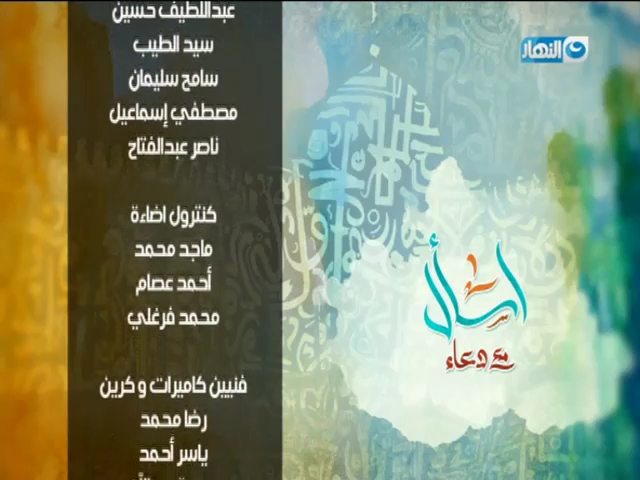 عبداللطيف حسين
سيد الطيب
سامح سليمان
مصطفي إسماعيل
ناصر عبدالفتاح
كنترول اضاءة
ماجد محمد
أحمد عصام
محمد فرغلي
فنيين كاميرات و كرين
رضا محمد
ياسر أحمد
النهار
اسأل
مع دعاء